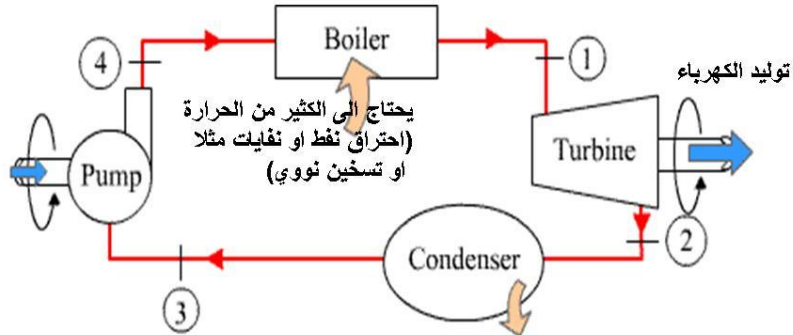 Boiler
4
1
توليد الكهرباء
يحتاج الى الكثير من الحرارة
(احتراق نفط او نفايات مثلا
او تسخين نووي)
Turbine
Pump
2
Condenser
3